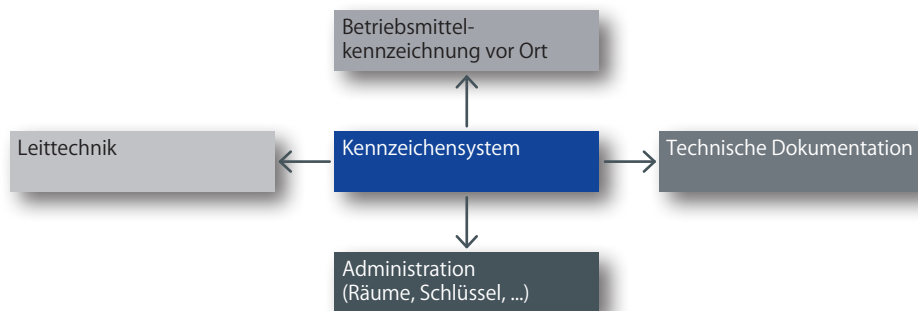 Betriebsmittel-
kennzeichnung vor Ort
Leittechnik
Kennzeichensystem
Technische Dokumentation
Administration
(Räume, Schlüssel, ...)